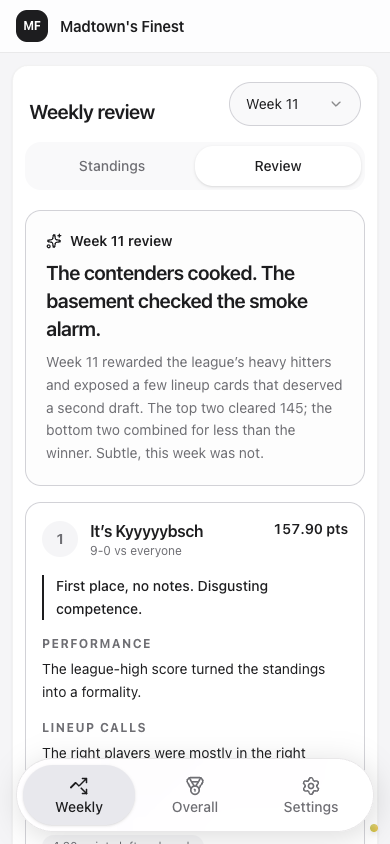 MF Madtown's Finest
Weekly review
Week 11
Standings Review
Week 11 review
The contenders cooked. The
basement checked the smoke
alarm.
Week 11 rewarded the league’s heavy hitters
and exposed a few lineup cards that deserved
a second draft. The top two cleared 145; the
bottom two combined for less than the
winner. Subtle, this week was not.
1 It’s Kyyyyybsch 157.90 pts
9-0 vs everyone
First place, no notes. Disgusting
competence.
PERFORMANCE
The league-high score turned the standings
into a formality.
LINEUP CALLS
The right players were mostly in the right
Weekly Overall Settings